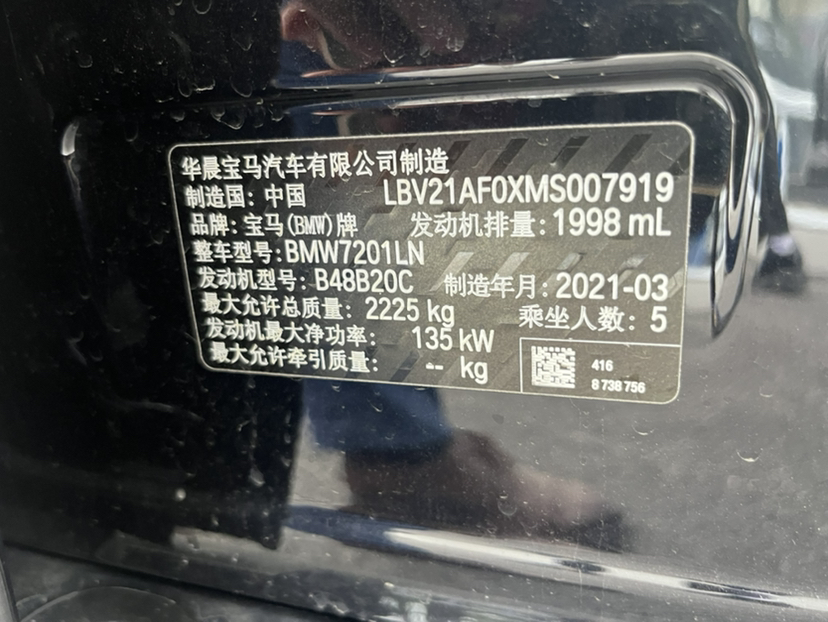 华晨宝马汽车有限公司制造
制造国：中国 LBV21AF0XMS007919
品牌：宝马(BMW)牌 发动机排量：1998 mL
整车型号：BMW7201LN
发动机型号：B48B20C 制造年月：2021-03
最大允许总质量：2225 kg 乘坐人数：5
发动机最大净功率：135 kW
最大允许牵引质量：-- kg
416
8 738 756